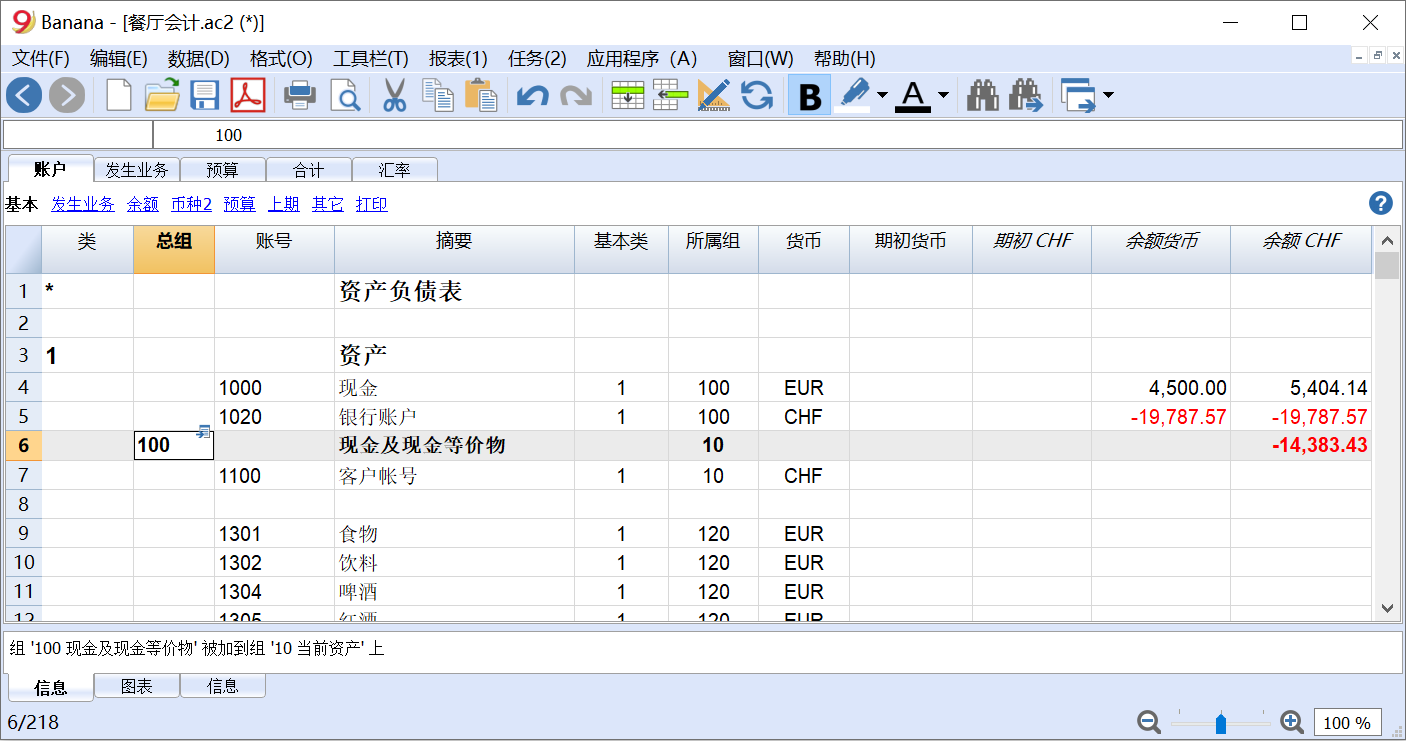 Banana - [餐厅会计.ac2 (*)]
文件(F) 编辑(E) 数据(D) 格式(O) 工具栏(T) 报表(1) 任务(2) 应用程序（A） 窗口(W) 帮助(H)
B A
100
账户 发生业务 预算 合计 汇率
基本 发生业务 余额 币种2 预算 上期 其它 打印 ?
类 总组 账号 摘要 基本类 所属组 货币 期初货币 期初 CHF 余额货币 余额 CHF
1 * 资产负债表
2
3 1 资产
4 1000 现金 1 100 EUR 4,500.00 5,404.14
5 1020 银行账户 1 100 CHF -19,787.57 -19,787.57
6 100 现金及现金等价物 10 -14,383.43
7 1100 客户帐号 1 10 CHF
8
9 1301 食物 1 120 EUR
10 1302 饮料 1 120 EUR
11 1304 啤酒 1 120 EUR
12 1305 红酒 1 120 EUR
组 '100 现金及现金等价物' 被加到组 '10 当前资产' 上
信息 图表 信息
6/218 100 %